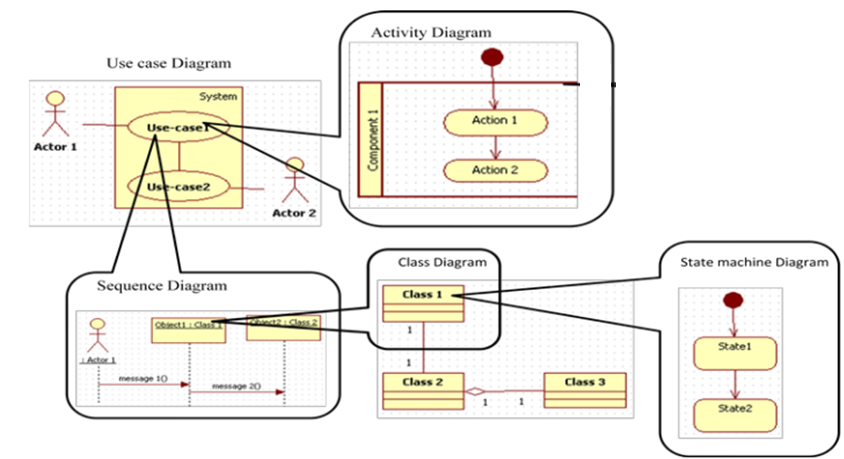 Activity Diagram
Use case Diagram
System
Use-case1
Actor 1
Use-case2
Actor 2
Component 1
Action 1
Action 2
Sequence Diagram
Object1 : Class 1
Object2 : Class 2
: Actor 1
message 1()
message 2()
Class Diagram
Class 1
1
1
Class 2
Class 3
1
1
State machine Diagram
State1
State2